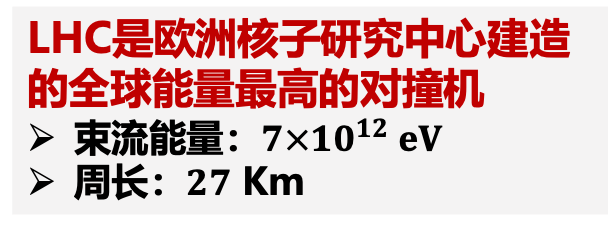 LHC是欧洲核子研究中心建造
的全球能量最高的对撞机
➢ 束流能量：7×10¹² eV
➢ 周长：27 Km